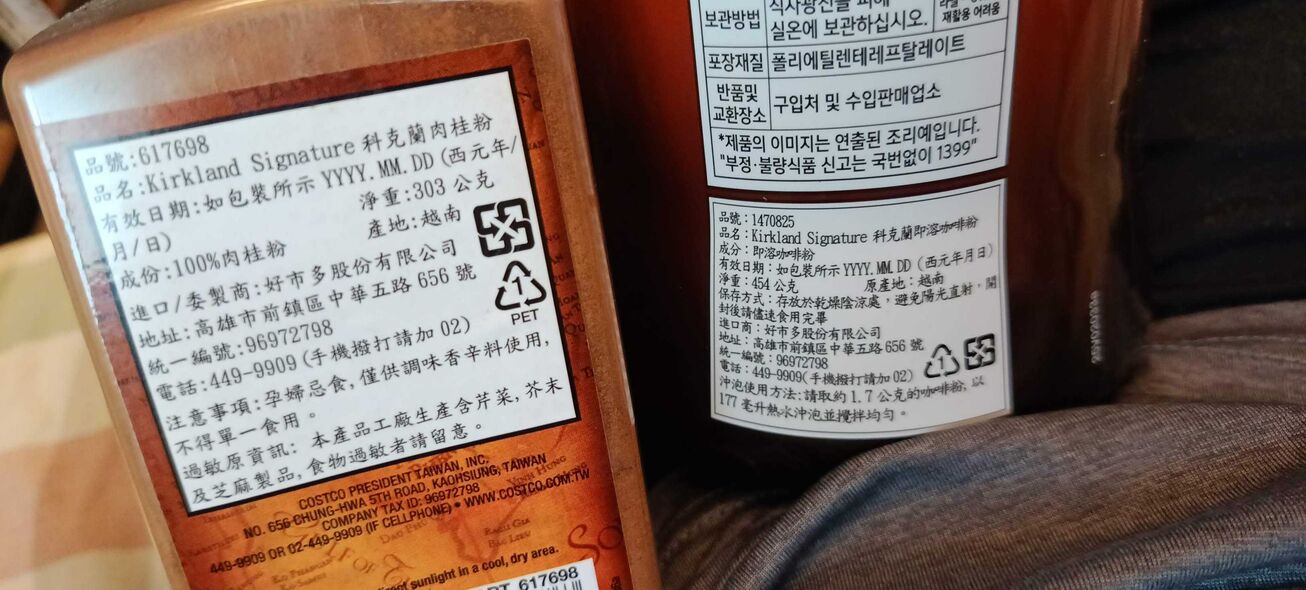 品號:617698
品名:Kirkland Signature 科克蘭肉桂粉
有效日期:如包裝所示 YYYY.MM.DD (西元年/
月/日)
淨重:303 公克
成份:100%肉桂粉
產地:越南
進口/委製商:好市多股份有限公司
地址:高雄市前鎮區中華五路 656 號
統一編號:96972798
電話:449-9909(手機撥打請加 02)
注意事項:孕婦忌食,僅供調味香辛料使用,
不得單一食用。
過敏原資訊: 本產品工廠生產含芹菜,芥末
及芝麻製品,食物過敏者請留意。
PET
COSTCO PRESIDENT TAIWAN, INC.
NO. 656 CHUNG-HWA 5TH ROAD, KAOHSIUNG, TAIWAN
COMPANY TAX ID: 96972798
449-9909 OR 02-449-9909 (IF CELLPHONE) • WWW.COSTCO.COM.TW
sunlight in a cool, dry area.
617698
보관방법
실온에 보관하십시오.
재활용 어려움
포장재질 폴리에틸렌테레프탈레이트
반품및
교환장소
구입처 및 수입판매업소
*제품의 이미지는 연출된 조리예입니다.
"부정·불량식품 신고는 국번없이 1399"
品號:1470825
品名:Kirkland Signature 科克蘭即溶咖啡粉
成分:即溶咖啡粉
有效日期:如包裝所示 YYYY.MM.DD (西元年月日)
淨重:454 公克 原產地:越南
保存方式:存放於乾燥陰涼處,避免陽光直射,開
封後請儘速食用完畢
進口商:好市多股份有限公司
地址:高雄市前鎮區中華五路 656 號
統一編號:96972798
電話:449-9909(手機撥打請加 02)
沖泡使用方法:請取約 1.7 公克的咖啡粉,以
177 毫升熱水沖泡並攪拌均勻。